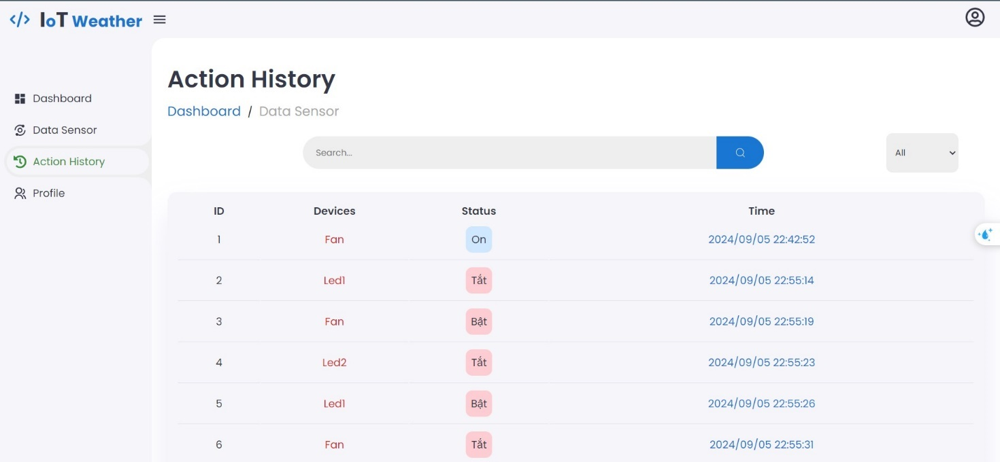 </> IoT Weather
Dashboard
Data Sensor
Action History
Profile
Action History
Dashboard / Data Sensor
Search...
All
ID Devices Status Time
1 Fan On 2024/09/05 22:42:52
2 Led1 Tắt 2024/09/05 22:55:14
3 Fan Bật 2024/09/05 22:55:19
4 Led2 Tắt 2024/09/05 22:55:23
5 Led1 Bật 2024/09/05 22:55:26
6 Fan Tắt 2024/09/05 22:55:31